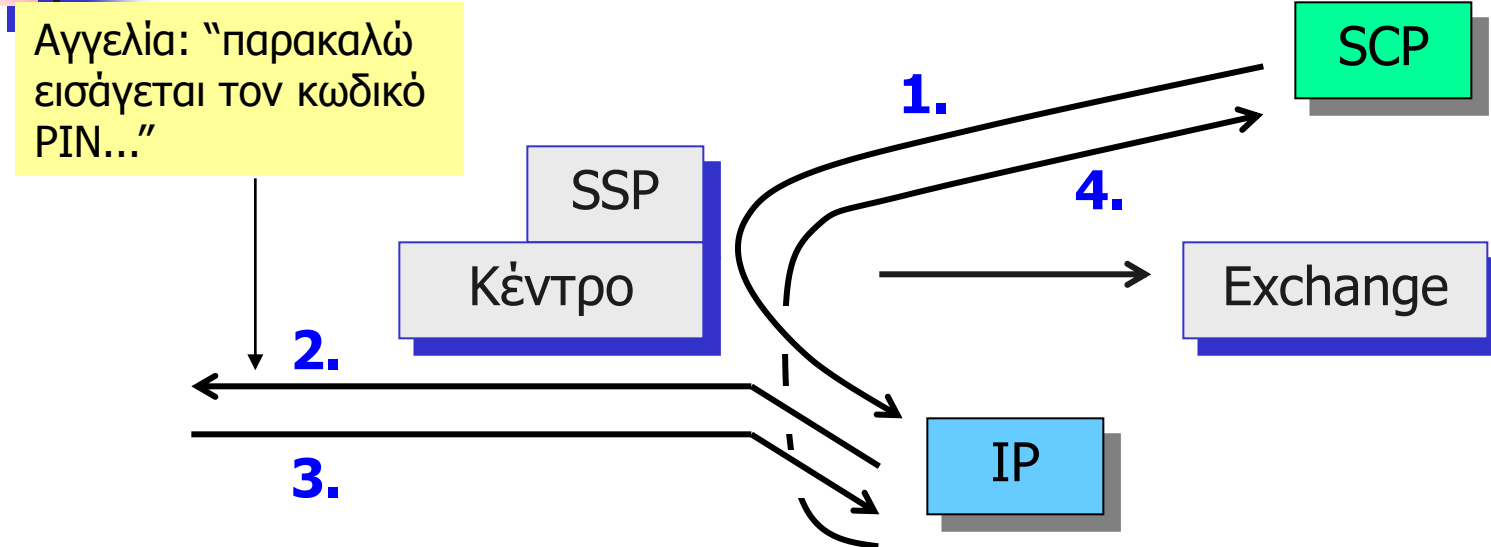 Αγγελία: “παρακαλώ
εισάγεται τον κωδικό
PIN...”
SCP
1.
4.
SSP
Κέντρο
Exchange
2.
3.
IP